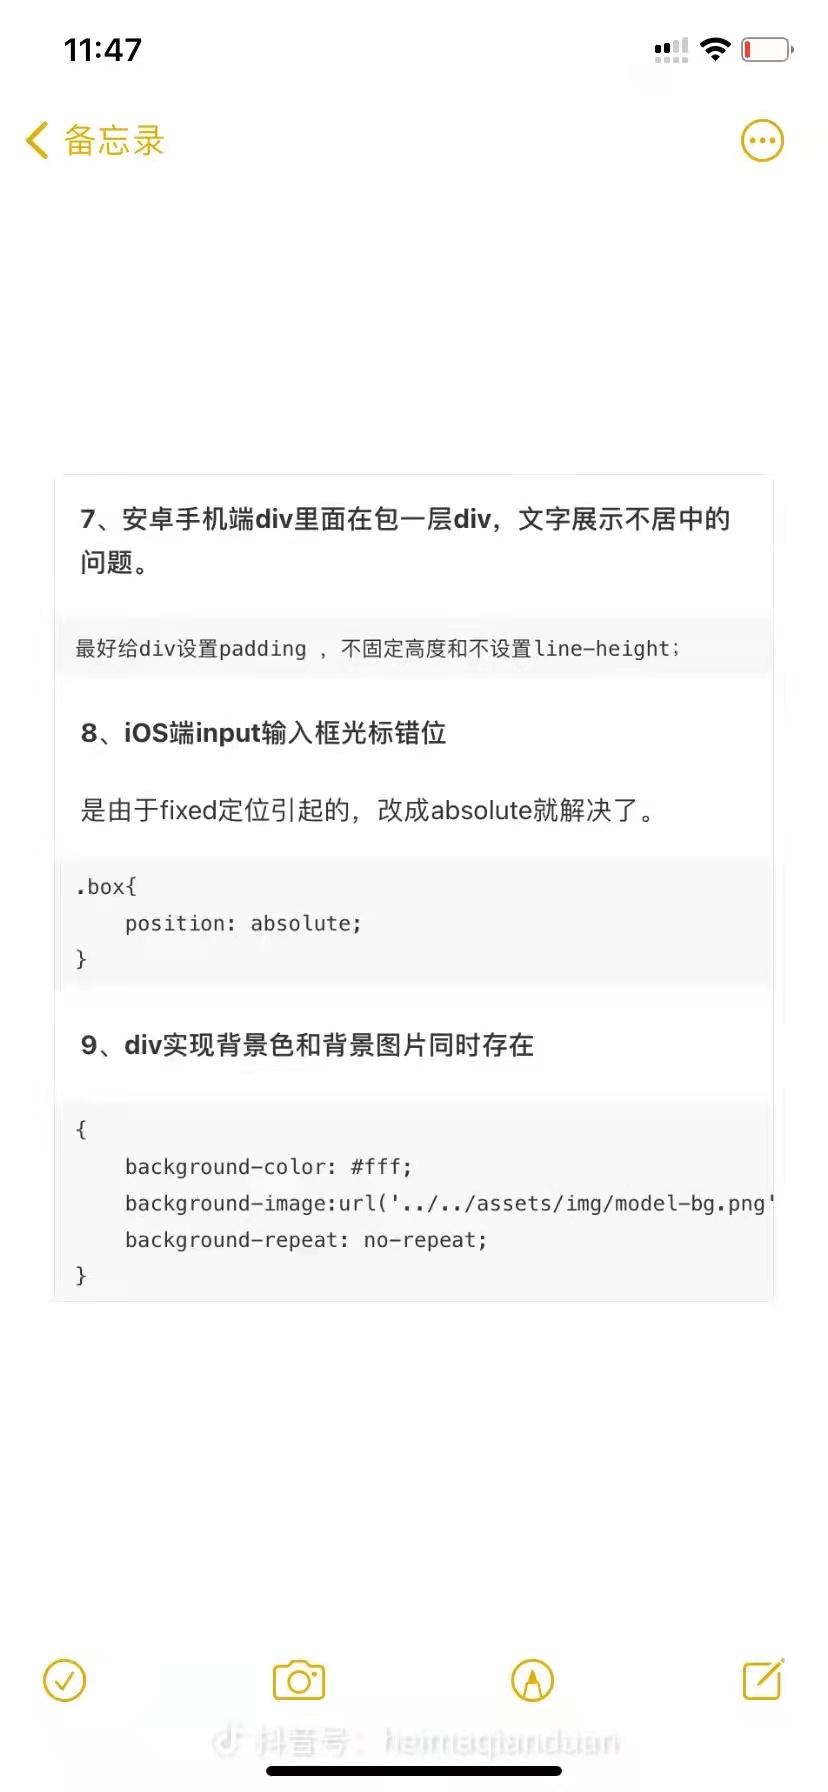 11:47
备忘录
7、安卓手机端div里面在包一层div，文字展示不居中的
问题。
最好给div设置padding ，不固定高度和不设置line-height;
8、iOS端input输入框光标错位
是由于fixed定位引起的，改成absolute就解决了。
.box{
position: absolute;
}
9、div实现背景色和背景图片同时存在
{
background-color: #fff;
background-image:url('../../assets/img/model-bg.png'
background-repeat: no-repeat;
}
抖音号：heimaqianduan